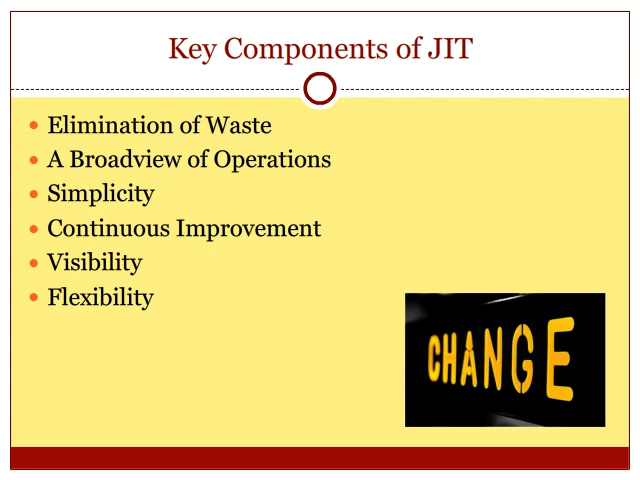 Key Components of JIT
• Elimination of Waste
• A Broadview of Operations
• Simplicity
• Continuous Improvement
• Visibility
• Flexibility
CHANGE